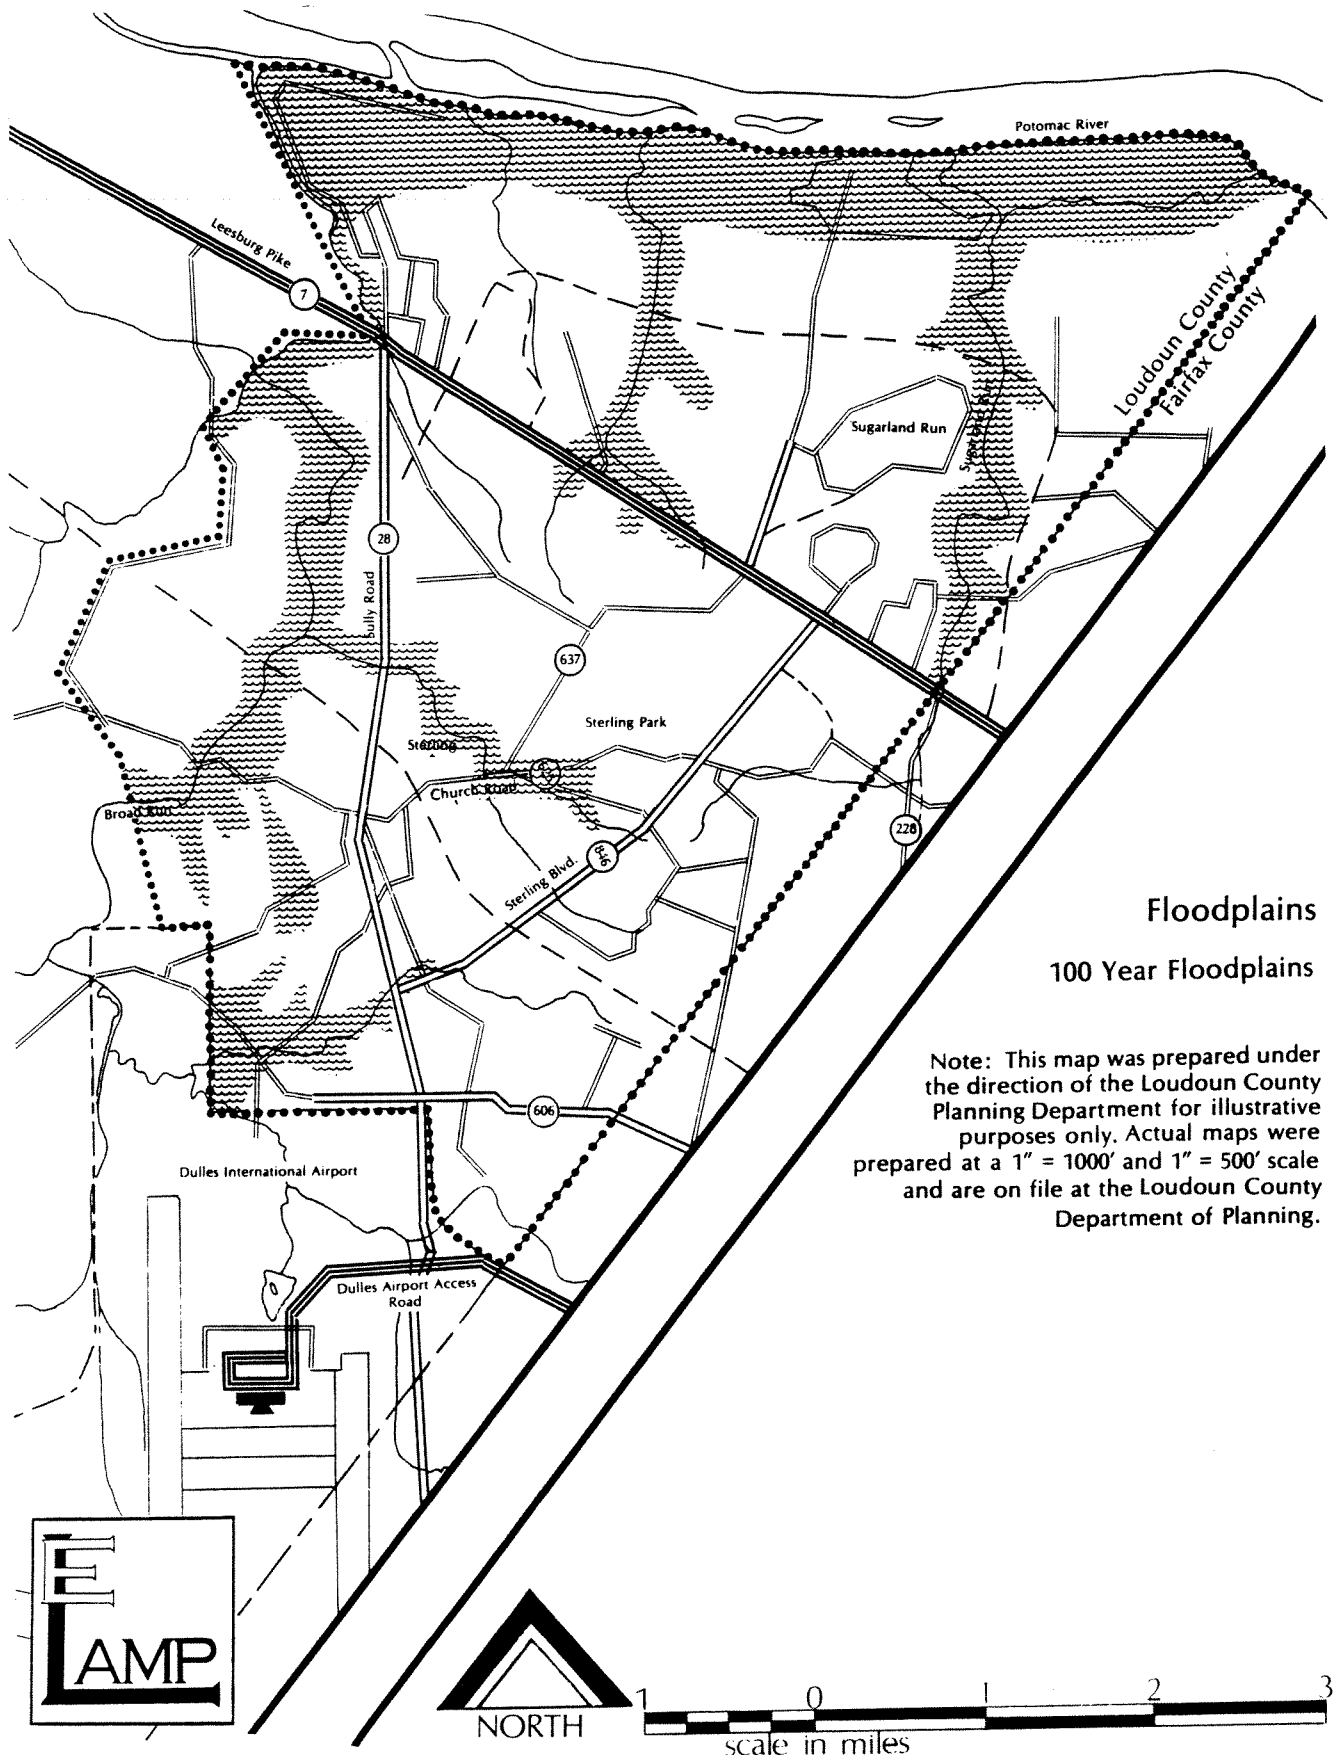 Potomac River
Leesburg Pike
7
Loudoun County
Fairfax County
Sugarland Run
Sugarland Run
28
Sully Road
637
Sterling Park
Sterling
Church Road
Broad Run
846
Sterling Blvd.
228
Floodplains
100 Year Floodplains
Note: This map was prepared under
the direction of the Loudoun County
Planning Department for illustrative
purposes only. Actual maps were
prepared at a 1" = 1000' and 1" = 500' scale
and are on file at the Loudoun County
Department of Planning.
606
Dulles International Airport
Dulles Airport Access
Road
E
LAMP
NORTH
1 0 1 2 3
scale in miles